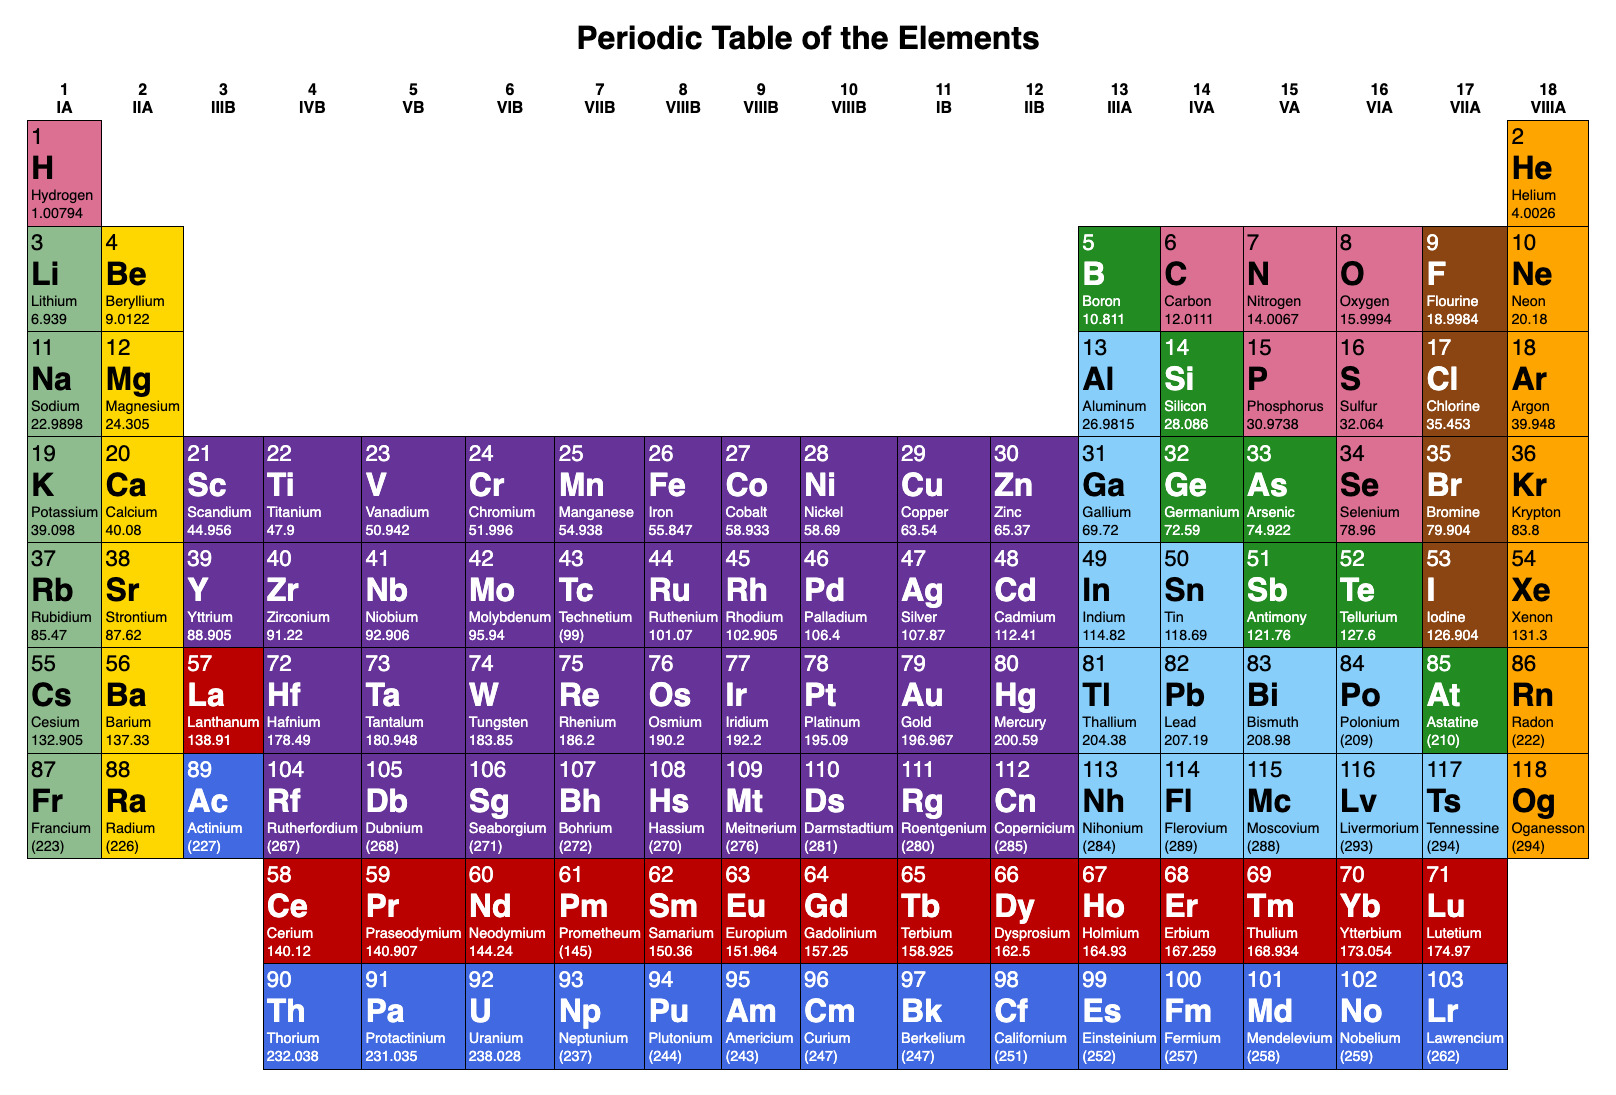 Periodic Table of the Elements
1 2 3 4 5 6 7 8 9 10 11 12 13 14 15 16 17 18
IA IIA IIIB IVB VB VIB VIIB VIIIB VIIIB VIIIB IB IIB IIIA IVA VA VIA VIIA VIIIA
1 2
H He
Hydrogen Helium
1.00794 4.0026
3 4 5 6 7 8 9 10
Li Be B C N O F Ne
Lithium Beryllium Boron Carbon Nitrogen Oxygen Flourine Neon
6.939 9.0122 10.811 12.0111 14.0067 15.9994 18.9984 20.18
11 12 13 14 15 16 17 18
Na Mg Al Si P S Cl Ar
Sodium Magnesium Aluminum Silicon Phosphorus Sulfur Chlorine Argon
22.9898 24.305 26.9815 28.086 30.9738 32.064 35.453 39.948
19 20 21 22 23 24 25 26 27 28 29 30 31 32 33 34 35 36
K Ca Sc Ti V Cr Mn Fe Co Ni Cu Zn Ga Ge As Se Br Kr
Potassium Calcium Scandium Titanium Vanadium Chromium Manganese Iron Cobalt Nickel Copper Zinc Gallium Germanium Arsenic Selenium Bromine Krypton
39.098 40.08 44.956 47.9 50.942 51.996 54.938 55.847 58.933 58.69 63.54 65.37 69.72 72.59 74.922 78.96 79.904 83.8
37 38 39 40 41 42 43 44 45 46 47 48 49 50 51 52 53 54
Rb Sr Y Zr Nb Mo Tc Ru Rh Pd Ag Cd In Sn Sb Te I Xe
Rubidium Strontium Yttrium Zirconium Niobium Molybdenum Technetium Ruthenium Rhodium Palladium Silver Cadmium Indium Tin Antimony Tellurium Iodine Xenon
85.47 87.62 88.905 91.22 92.906 95.94 (99) 101.07 102.905 106.4 107.87 112.41 114.82 118.69 121.76 127.6 126.904 131.3
55 56 57 72 73 74 75 76 77 78 79 80 81 82 83 84 85 86
Cs Ba La Hf Ta W Re Os Ir Pt Au Hg Tl Pb Bi Po At Rn
Cesium Barium Lanthanum Hafnium Tantalum Tungsten Rhenium Osmium Iridium Platinum Gold Mercury Thallium Lead Bismuth Polonium Astatine Radon
132.905 137.33 138.91 178.49 180.948 183.85 186.2 190.2 192.2 195.09 196.967 200.59 204.38 207.19 208.98 (209) (210) (222)
87 88 89 104 105 106 107 108 109 110 111 112 113 114 115 116 117 118
Fr Ra Ac Rf Db Sg Bh Hs Mt Ds Rg Cn Nh Fl Mc Lv Ts Og
Francium Radium Actinium Rutherfordium Dubnium Seaborgium Bohrium Hassium Meitnerium Darmstadtium Roentgenium Copernicium Nihonium Flerovium Moscovium Livermorium Tennessine Oganesson
(223) (226) (227) (267) (268) (271) (272) (270) (276) (281) (280) (285) (284) (289) (288) (293) (294) (294)
58 59 60 61 62 63 64 65 66 67 68 69 70 71
Ce Pr Nd Pm Sm Eu Gd Tb Dy Ho Er Tm Yb Lu
Cerium Praseodymium Neodymium Prometheum Samarium Europium Gadolinium Terbium Dysprosium Holmium Erbium Thulium Ytterbium Lutetium
140.12 140.907 144.24 (145) 150.36 151.964 157.25 158.925 162.5 164.93 167.259 168.934 173.054 174.97
90 91 92 93 94 95 96 97 98 99 100 101 102 103
Th Pa U Np Pu Am Cm Bk Cf Es Fm Md No Lr
Thorium Protactinium Uranium Neptunium Plutonium Americium Curium Berkelium Californium Einsteinium Fermium Mendelevium Nobelium Lawrencium
232.038 231.035 238.028 (237) (244) (243) (247) (247) (251) (252) (257) (258) (259) (262)